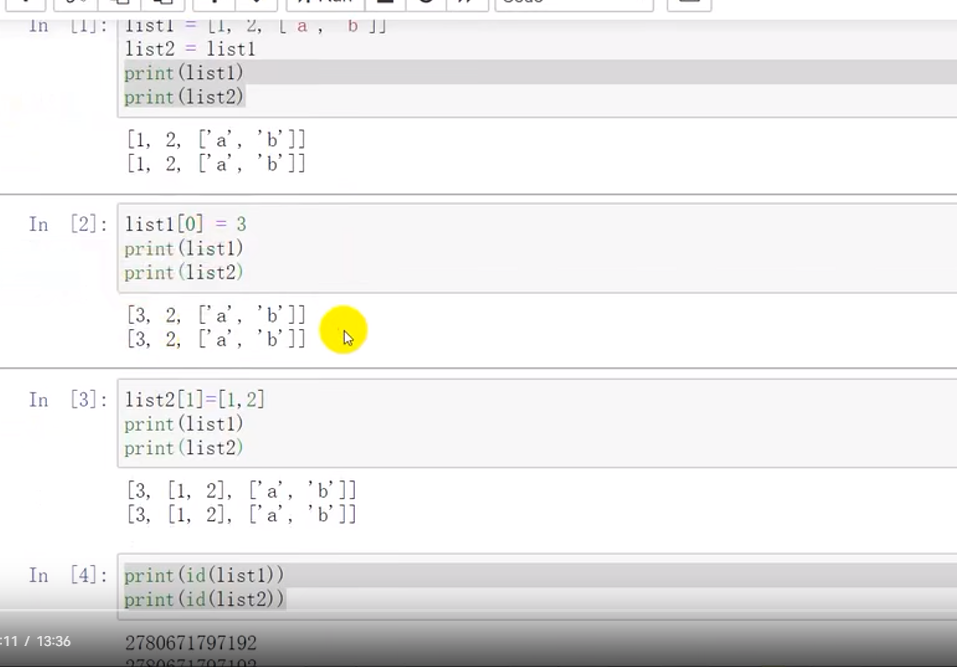 In [1]: list1 = [1, 2, ['a', 'b']]
list2 = list1
print(list1)
print(list2)
[1, 2, ['a', 'b']]
[1, 2, ['a', 'b']]
In [2]: list1[0] = 3
print(list1)
print(list2)
[3, 2, ['a', 'b']]
[3, 2, ['a', 'b']]
In [3]: list2[1]=[1,2]
print(list1)
print(list2)
[3, [1, 2], ['a', 'b']]
[3, [1, 2], ['a', 'b']]
In [4]: print(id(list1))
print(id(list2))
:11 / 13:36
2780671797192
2780671797192